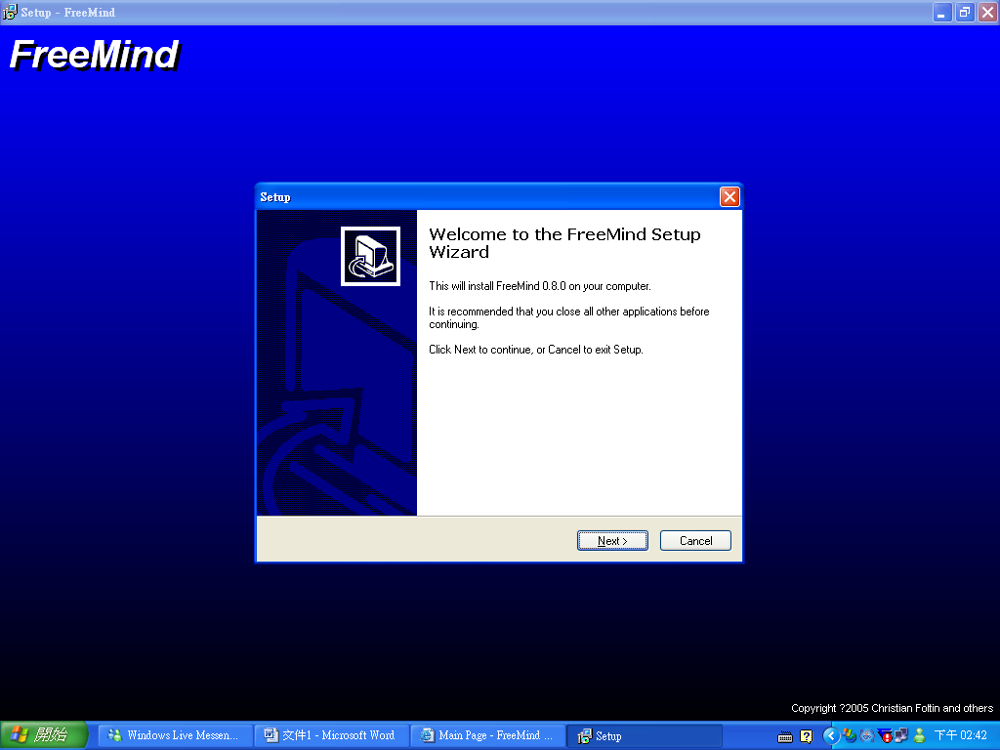 Setup - FreeMind
FreeMind
Setup
Welcome to the FreeMind Setup
Wizard
This will install FreeMind 0.8.0 on your computer.
It is recommended that you close all other applications before
continuing.
Click Next to continue, or Cancel to exit Setup.
Next >
Cancel
Copyright ?2005 Christian Foltin and others
開始
Windows Live Messen...
文件1 - Microsoft Word
Main Page - FreeMind ...
Setup
下午 02:42